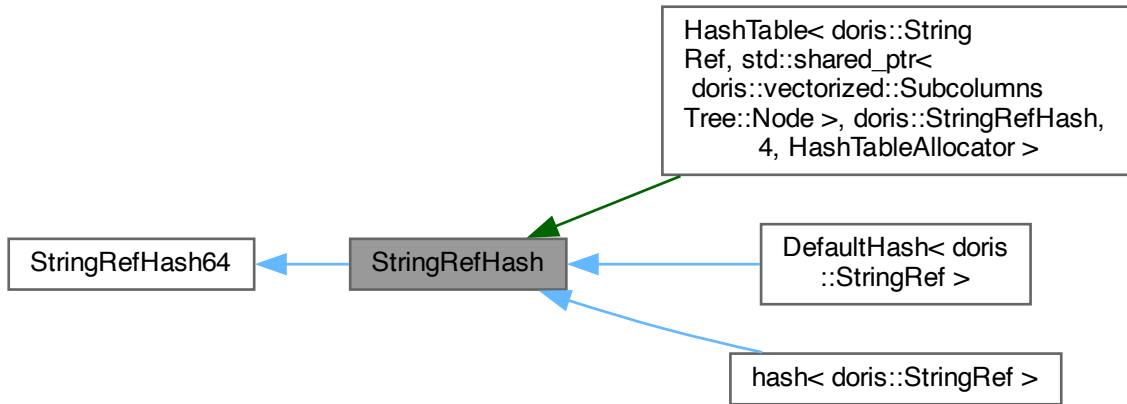 HashTable< doris::String
Ref, std::shared_ptr<
doris::vectorized::Subcolumns
Tree::Node >, doris::StringRefHash,
4, HashTableAllocator >
StringRefHash64
StringRefHash
DefaultHash< doris
::StringRef >
hash< doris::StringRef >